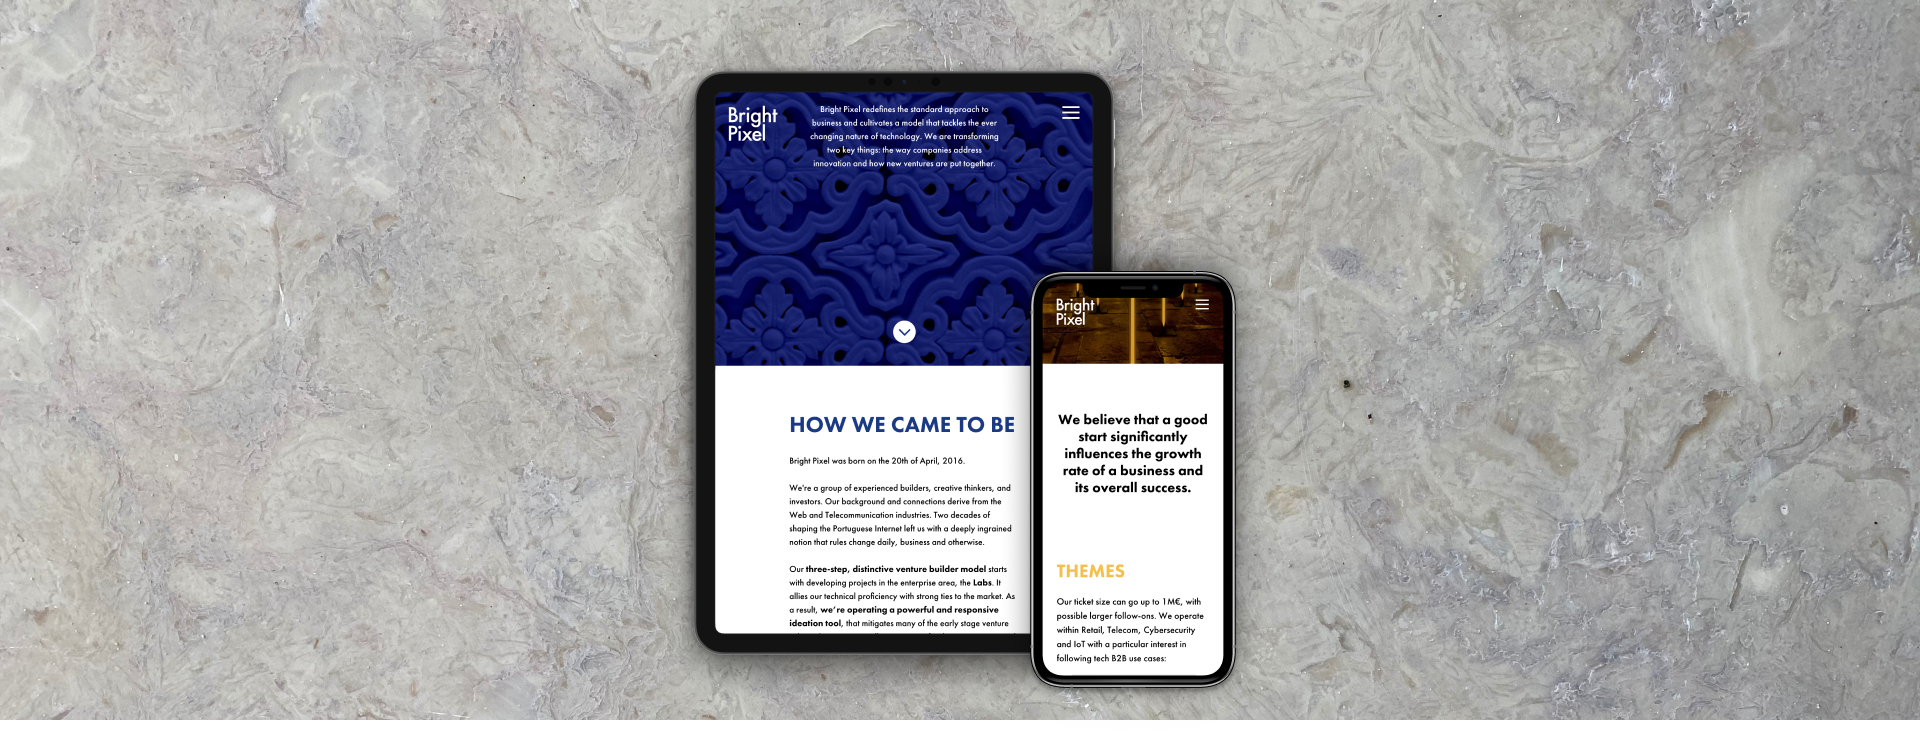 Bright
Pixel
Bright Pixel redefines the standard approach to
business and cultivates a model that tackles the ever
changing nature of technology. We are transforming
two key things: the way companies address
innovation and how new ventures are put together.
HOW WE CAME TO BE
Bright Pixel was born on the 20th of April, 2016.
We're a group of experienced builders, creative thinkers, and
investors. Our background and connections derive from the
Web and Telecommunication industries. Two decades of
shaping the Portuguese Internet left us with a deeply ingrained
notion that rules change daily, business and otherwise.
Our three-step, distinctive venture builder model starts
with developing projects in the enterprise area, the Labs. It
allies our technical proficiency with strong ties to the market. As
a result, we're operating a powerful and responsive
ideation tool, that mitigates many of the early stage venture
Bright
Pixel
We believe that a good
start significantly
influences the growth
rate of a business and
its overall success.
THEMES
Our ticket size can go up to 1M€, with
possible larger follow-ons. We operate
within Retail, Telecom, Cybersecurity
and IoT with a particular interest in
following tech B2B use cases: